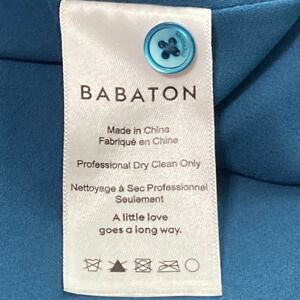 BABATON
Made in China
Fabriqué en Chine
Professional Dry Clean Only
Nettoyage à Sec Professionnel
Seulement
A little love
goes a long way.